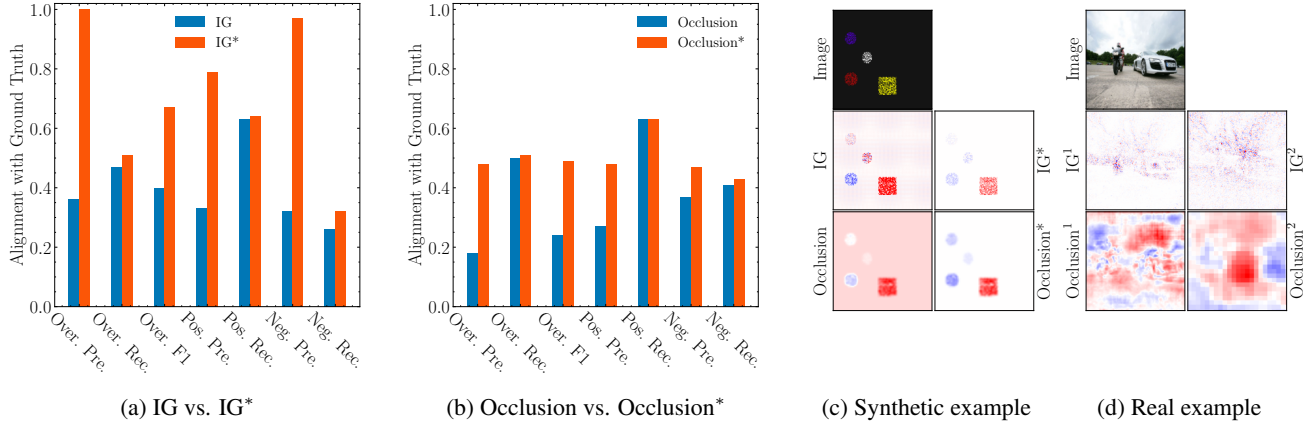 Alignment with Ground Truth
1.0
0.8
0.6
0.4
0.2
0.0
IG
IG*
Over. Pre.
Over. Rec.
Over. F1
Pos. Pre.
Pos. Rec.
Neg. Pre.
Neg. Rec.
(a) IG vs. IG*
Alignment with Ground Truth
1.0
0.8
0.6
0.4
0.2
0.0
Occlusion
Occlusion*
Over. Pre.
Over. Rec.
Over. F1
Pos. Pre.
Pos. Rec.
Neg. Pre.
Neg. Rec.
(b) Occlusion vs. Occlusion*
Image
IG
IG*
Occlusion
Occlusion*
(c) Synthetic example
Image
IG¹
IG²
Occlusion¹
Occlusion²
(d) Real example